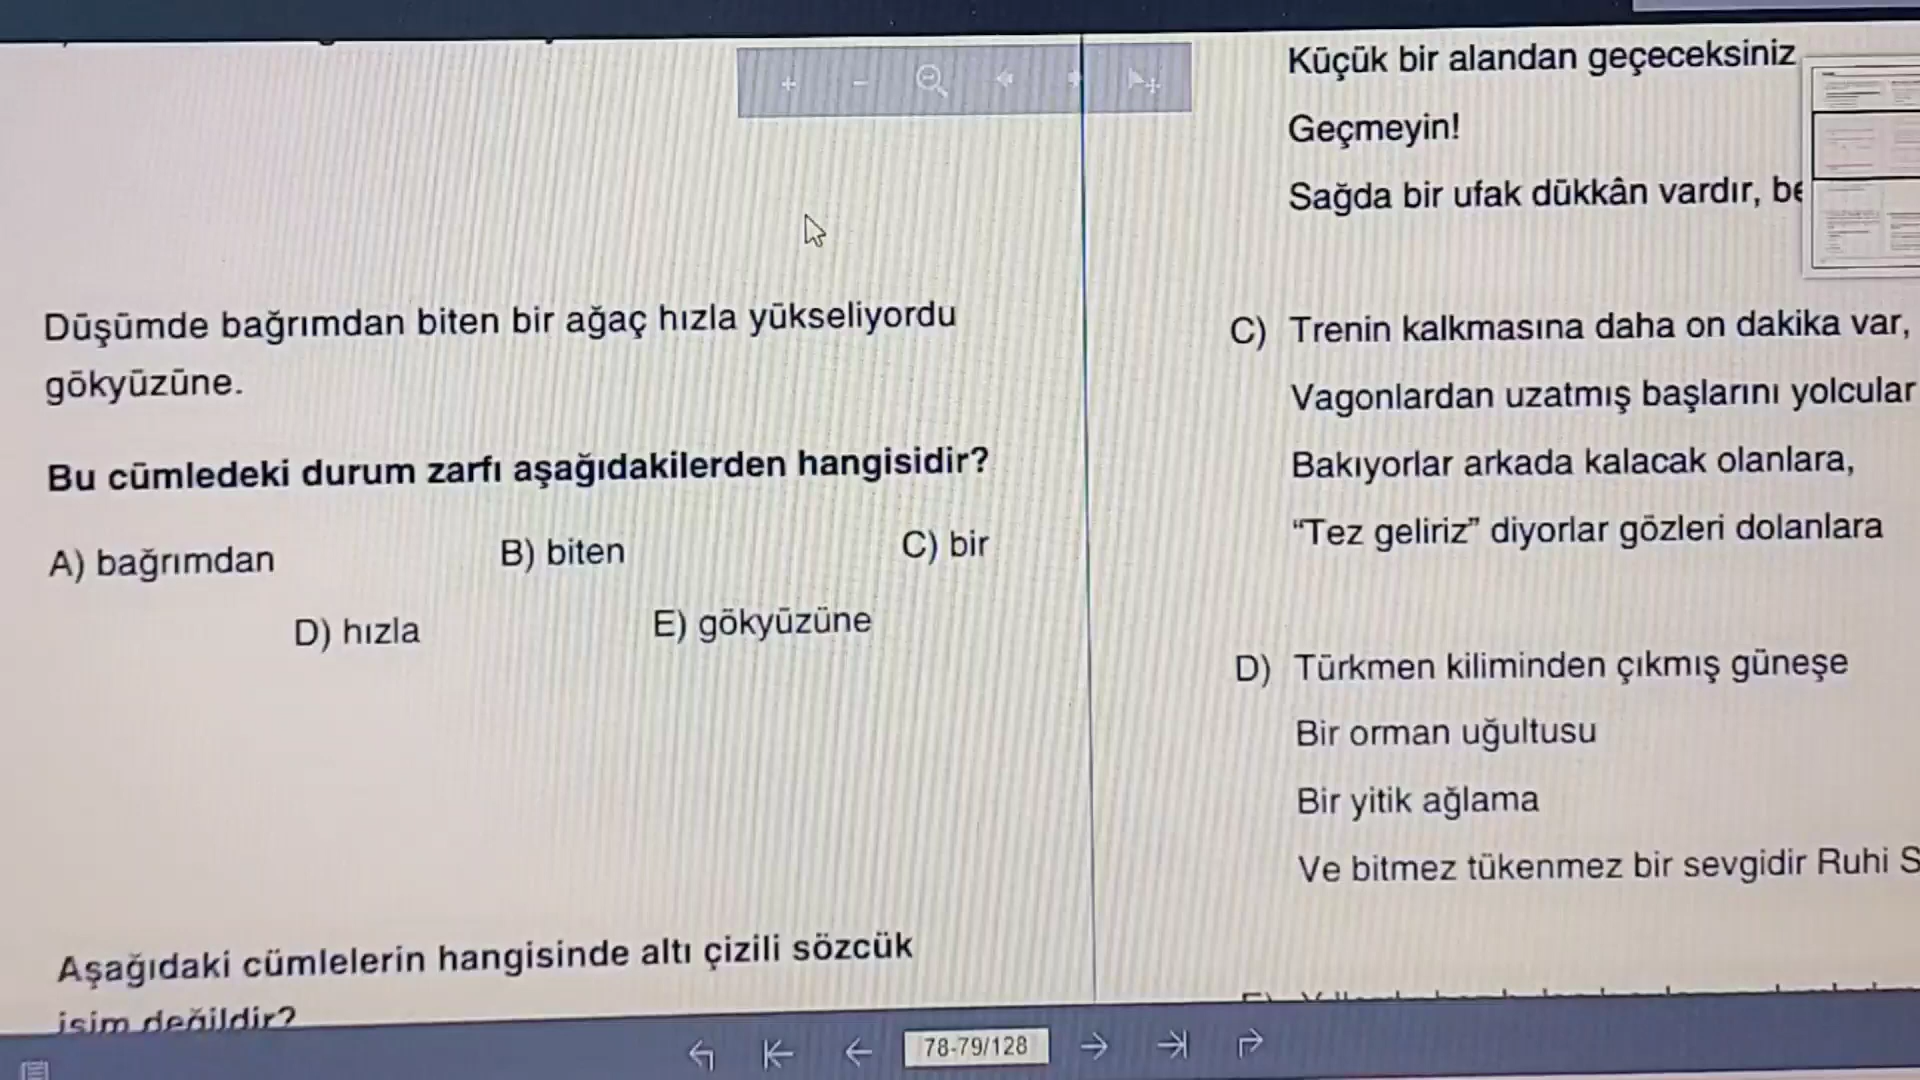 Düşümde bağrımdan biten bir ağaç hızla yükseliyordu
gökyüzüne.
Bu cümledeki durum zarfı aşağıdakilerden hangisidir?
A) bağrımdan B) biten C) bir
D) hızla E) gökyüzüne
Aşağıdaki cümlelerin hangisinde altı çizili sözcük
isim değildir?
Küçük bir alandan geçeceksiniz
Geçmeyin!
Sağda bir ufak dükkân vardır,
C) Trenin kalkmasına daha on dakika var,
Vagonlardan uzatmış başlarını yolcular
Bakıyorlar arkada kalacak olanlara,
“Tez geliriz” diyorlar gözleri dolanlara
D) Türkmen kiliminden çıkmış güneşe
Bir orman uğultusu
Bir yitik ağlama
Ve bitmez tükenmez bir sevgidir Ruhi
78-79/128